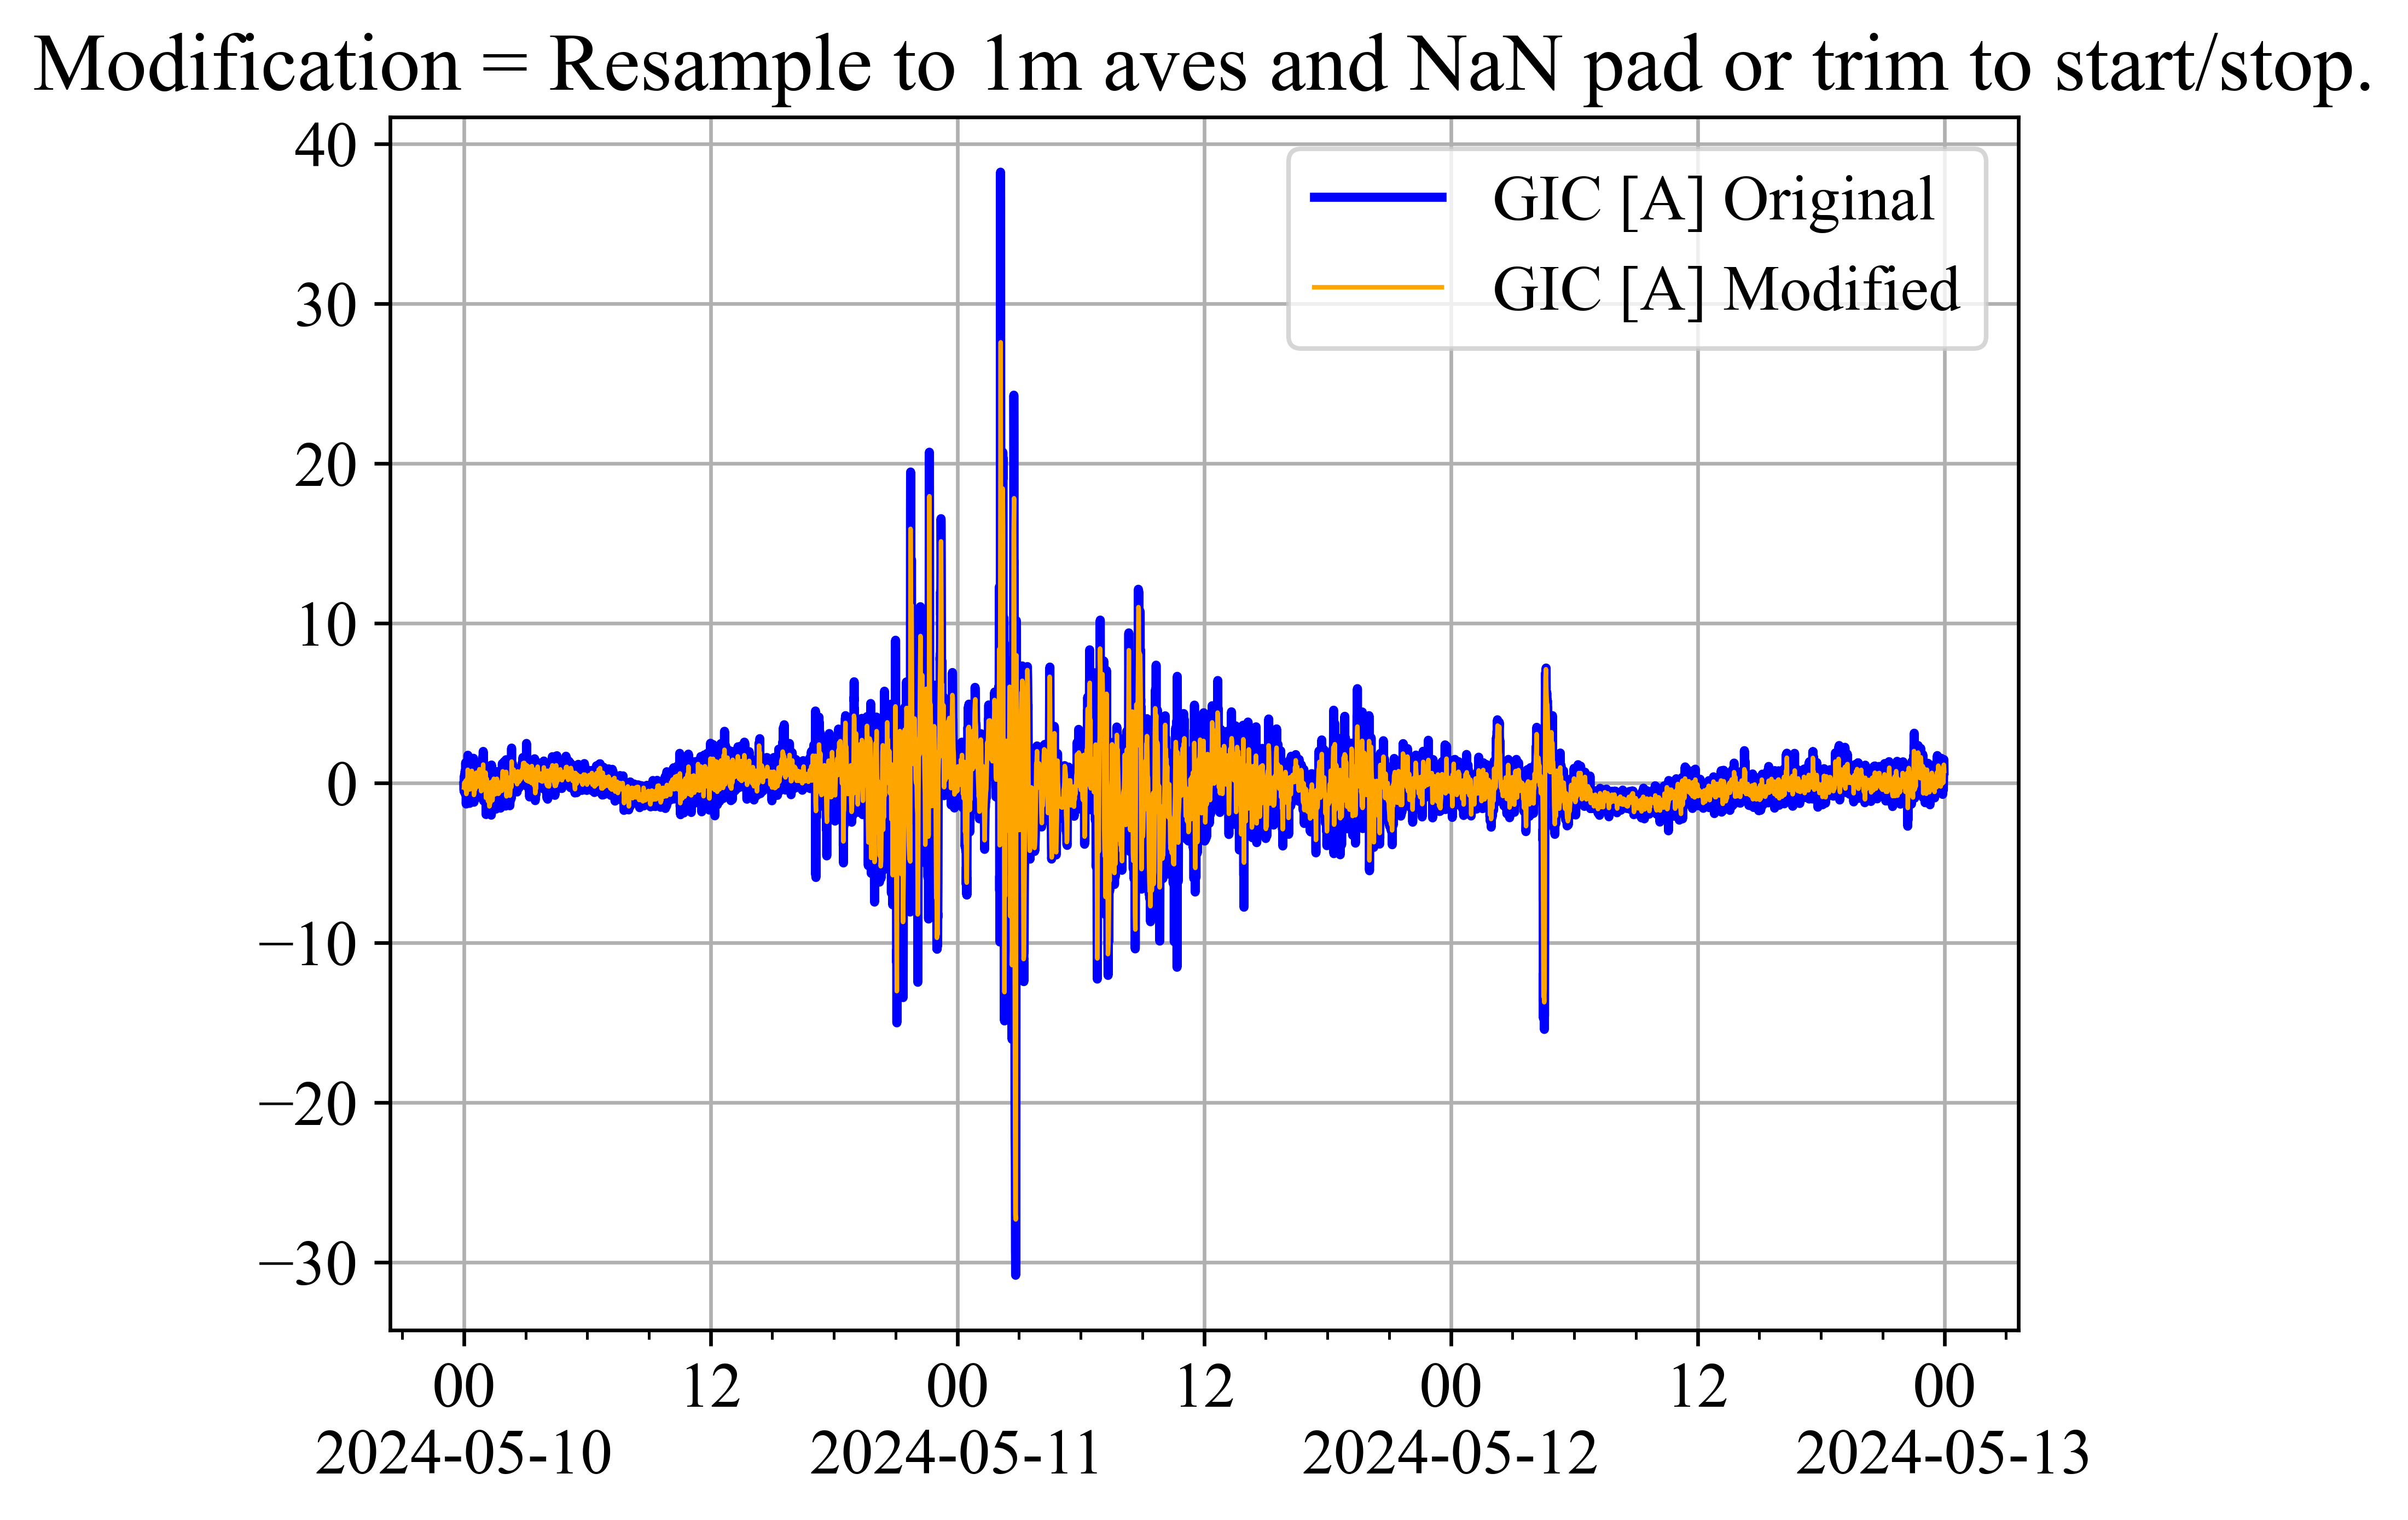 Modification = Resample to 1m aves and NaN pad or trim to start/stop.
GIC [A] Original
GIC [A] Modified
40
30
20
10
0
−10
−20
−30
00 12 00 12 00 12 00
2024-05-10 2024-05-11 2024-05-12 2024-05-13